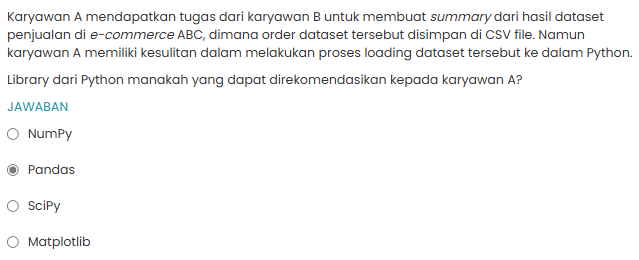 Karyawan A mendapatkan tugas dari karyawan B untuk membuat summary dari hasil dataset
penjualan di e-commerce ABC, dimana order dataset tersebut disimpan di CSV file. Namun
karyawan A memiliki kesulitan dalam melakukan proses loading dataset tersebut ke dalam Python.
Library dari Python manakah yang dapat direkomendasikan kepada karyawan A?
JAWABAN
NumPy
Pandas
SciPy
Matplotlib